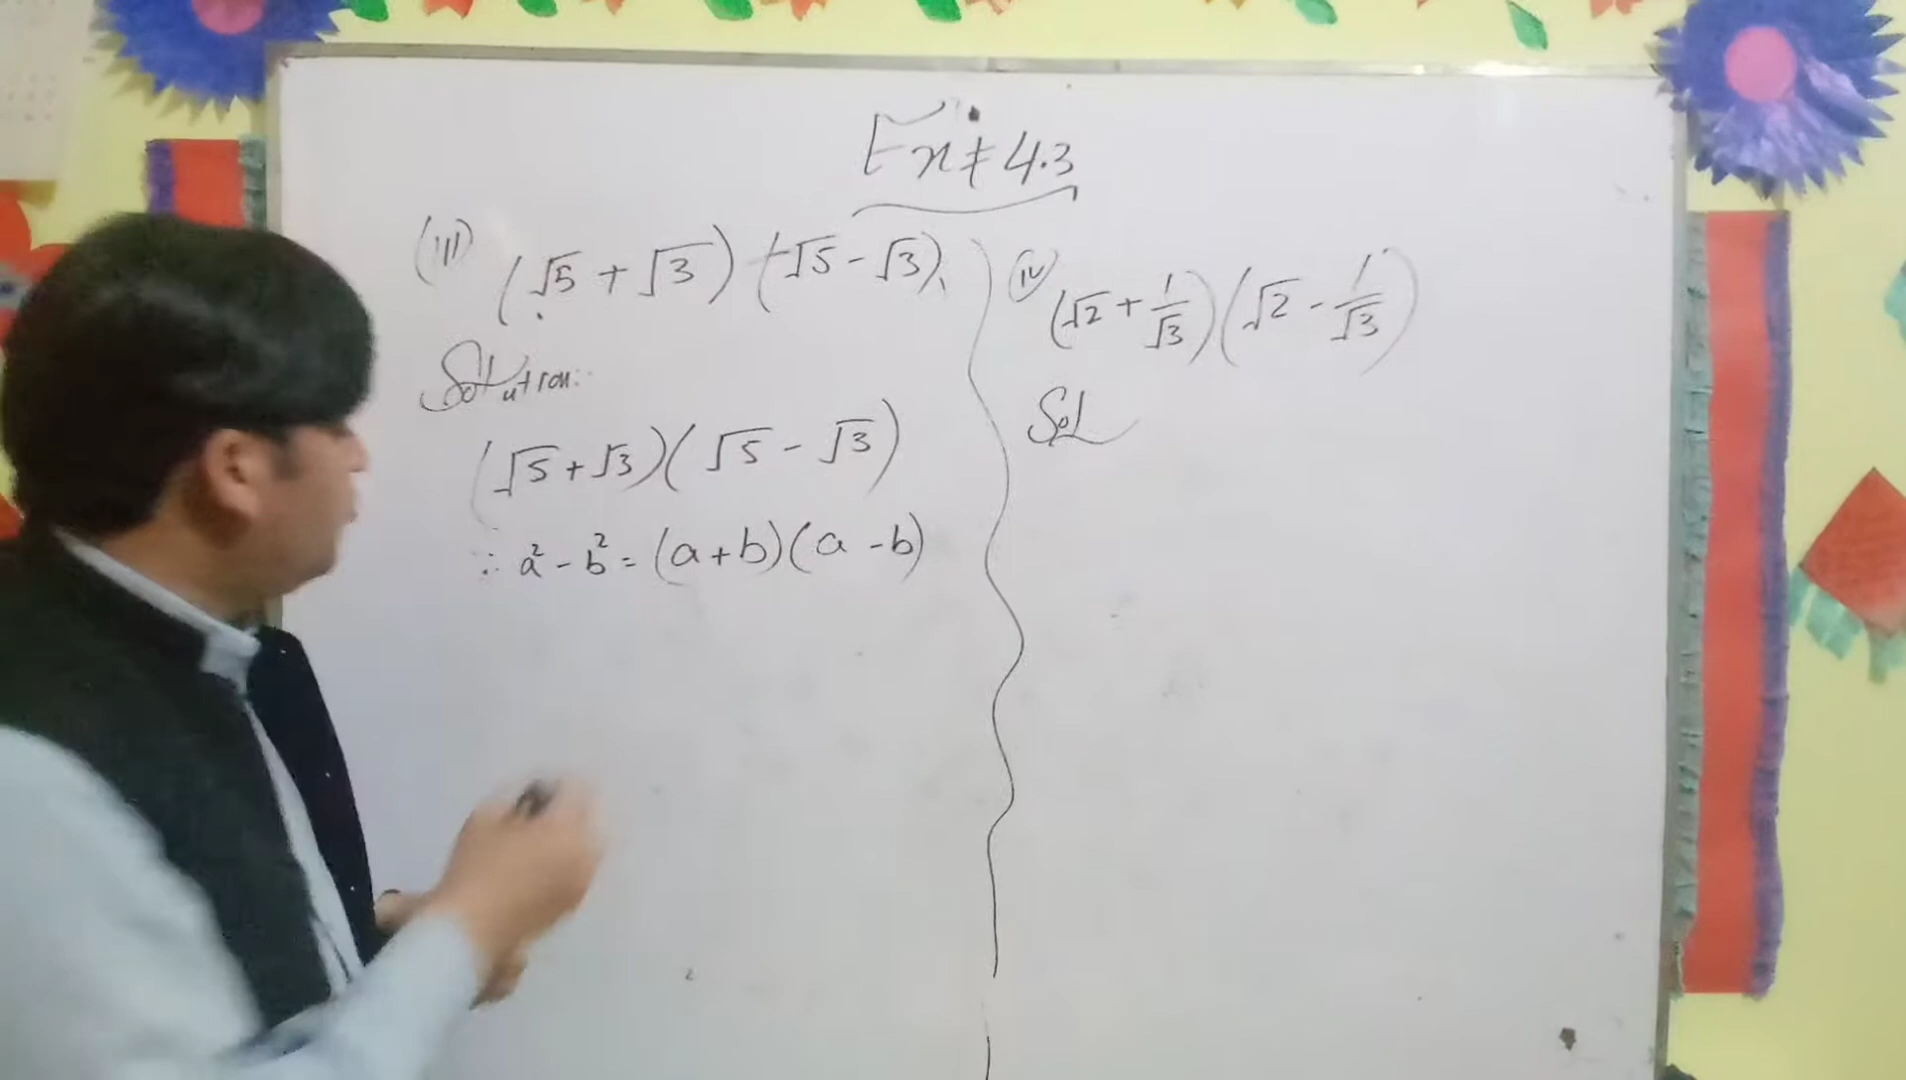 Ex # 4.3
(iii) (√5 + √3) (√5 - √3)
Solution:
(√5 + √3)(√5 - √3)
∵ a² - b² = (a + b)(a - b)
(iv) (√2 + 1/√3)(√2 - 1/√3)
Sol